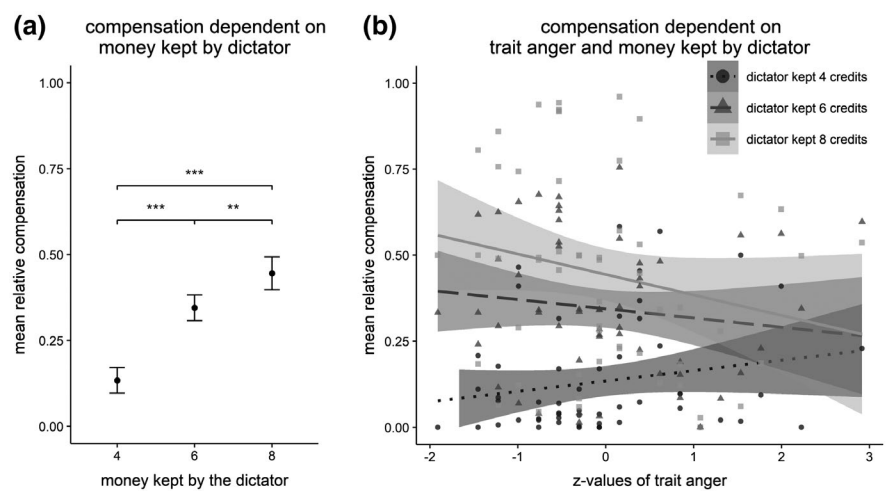 (a)
compensation dependent on
money kept by dictator
mean relative compensation
1.00
0.75
0.50
0.25
0.00
***
***
**
4
6
8
money kept by the dictator
(b)
compensation dependent on
trait anger and money kept by dictator
dictator kept 4 credits
dictator kept 6 credits
dictator kept 8 credits
mean relative compensation
1.00
0.75
0.50
0.25
0.00
-2
-1
0
1
2
3
z-values of trait anger